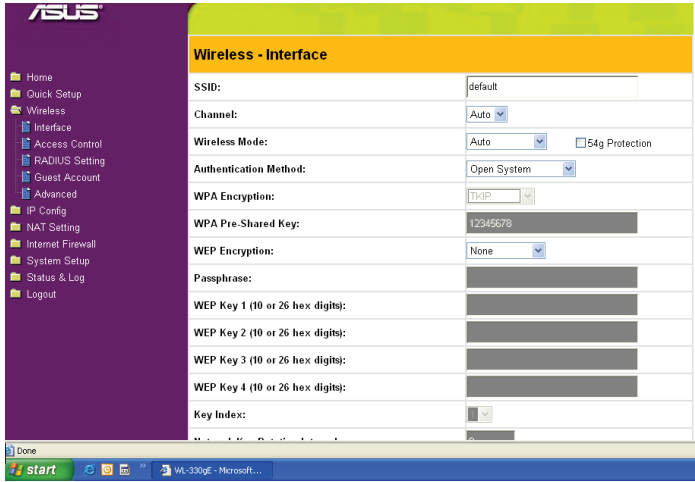 ASUS
Home
Quick Setup
Wireless
Interface
Access Control
RADIUS Setting
Guest Account
Advanced
IP Config
NAT Setting
Internet Firewall
System Setup
Status & Log
Logout
Wireless - Interface
SSID: default
Channel: Auto
Wireless Mode: Auto 54g Protection
Authentication Method: Open System
WPA Encryption: TKIP
WPA Pre-Shared Key: 12345678
WEP Encryption: None
Passphrase:
WEP Key 1 (10 or 26 hex digits):
WEP Key 2 (10 or 26 hex digits):
WEP Key 3 (10 or 26 hex digits):
WEP Key 4 (10 or 26 hex digits):
Key Index: 1
Done
start WL-330gE - Microsoft...